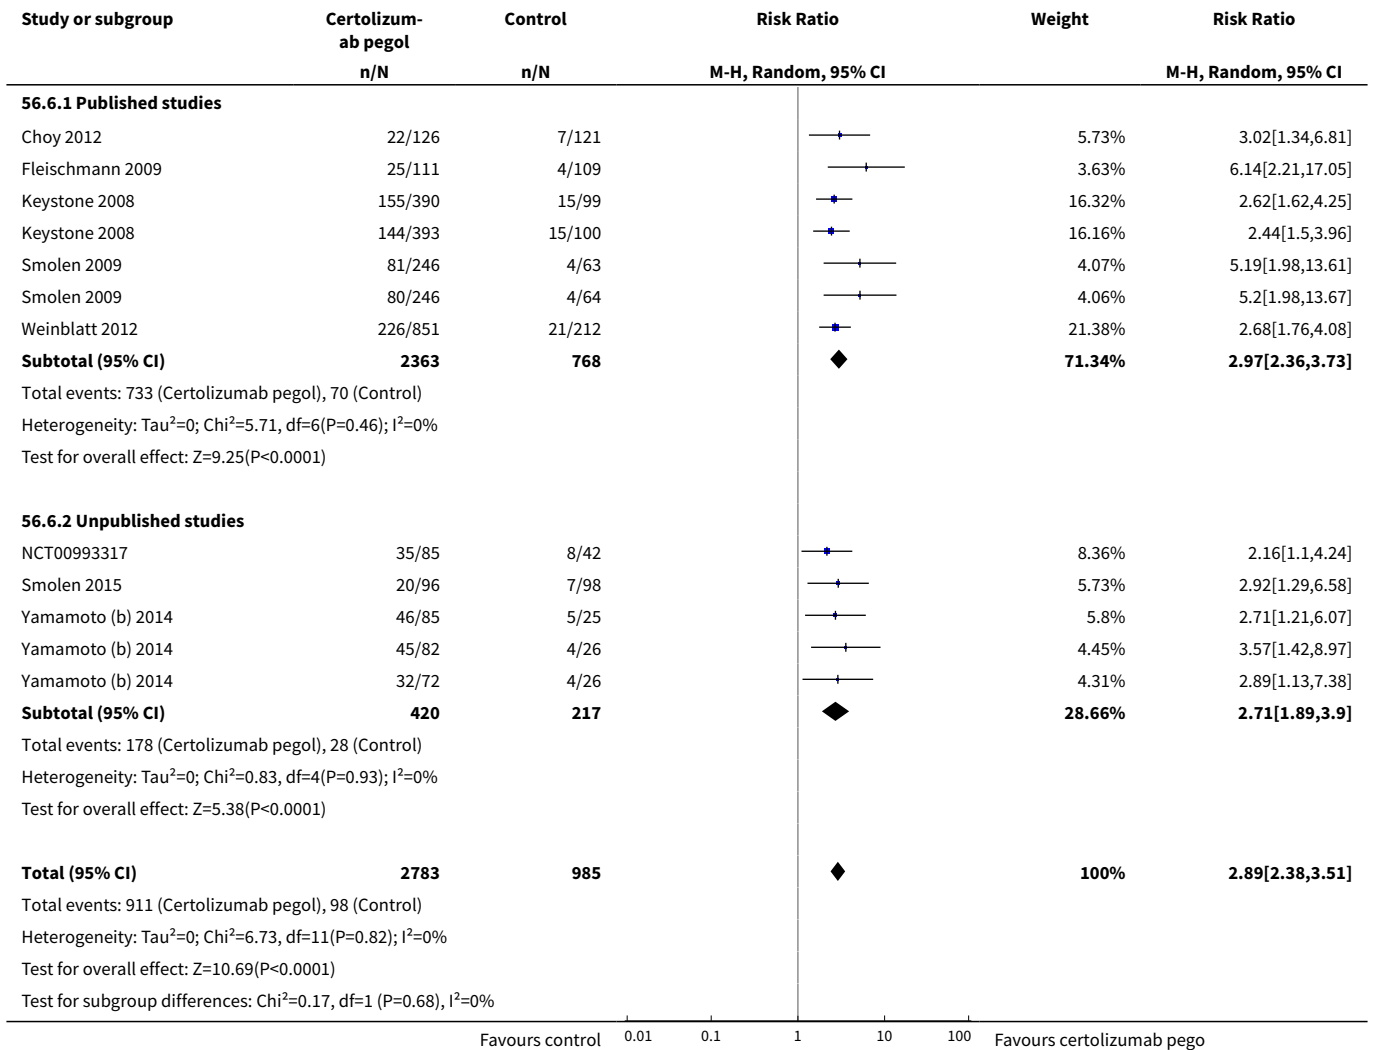 Study or subgroup Certolizum- Control Risk Ratio Weight Risk Ratio
ab pegol
n/N n/N M-H, Random, 95% CI M-H, Random, 95% CI
56.6.1 Published studies
Choy 2012 22/126 7/121 5.73% 3.02[1.34,6.81]
Fleischmann 2009 25/111 4/109 3.63% 6.14[2.21,17.05]
Keystone 2008 155/390 15/99 16.32% 2.62[1.62,4.25]
Keystone 2008 144/393 15/100 16.16% 2.44[1.5,3.96]
Smolen 2009 81/246 4/63 4.07% 5.19[1.98,13.61]
Smolen 2009 80/246 4/64 4.06% 5.2[1.98,13.67]
Weinblatt 2012 226/851 21/212 21.38% 2.68[1.76,4.08]
Subtotal (95% CI) 2363 768 71.34% 2.97[2.36,3.73]
Total events: 733 (Certolizumab pegol), 70 (Control)
Heterogeneity: Tau²=0; Chi²=5.71, df=6(P=0.46); I²=0%
Test for overall effect: Z=9.25(P<0.0001)
56.6.2 Unpublished studies
NCT00993317 35/85 8/42 8.36% 2.16[1.1,4.24]
Smolen 2015 20/96 7/98 5.73% 2.92[1.29,6.58]
Yamamoto (b) 2014 46/85 5/25 5.8% 2.71[1.21,6.07]
Yamamoto (b) 2014 45/82 4/26 4.45% 3.57[1.42,8.97]
Yamamoto (b) 2014 32/72 4/26 4.31% 2.89[1.13,7.38]
Subtotal (95% CI) 420 217 28.66% 2.71[1.89,3.9]
Total events: 178 (Certolizumab pegol), 28 (Control)
Heterogeneity: Tau²=0; Chi²=0.83, df=4(P=0.93); I²=0%
Test for overall effect: Z=5.38(P<0.0001)
Total (95% CI) 2783 985 100% 2.89[2.38,3.51]
Total events: 911 (Certolizumab pegol), 98 (Control)
Heterogeneity: Tau²=0; Chi²=6.73, df=11(P=0.82); I²=0%
Test for overall effect: Z=10.69(P<0.0001)
Test for subgroup differences: Chi²=0.17, df=1 (P=0.68), I²=0%
Favours control 0.01 0.1 1 10 100 Favours certolizumab pego